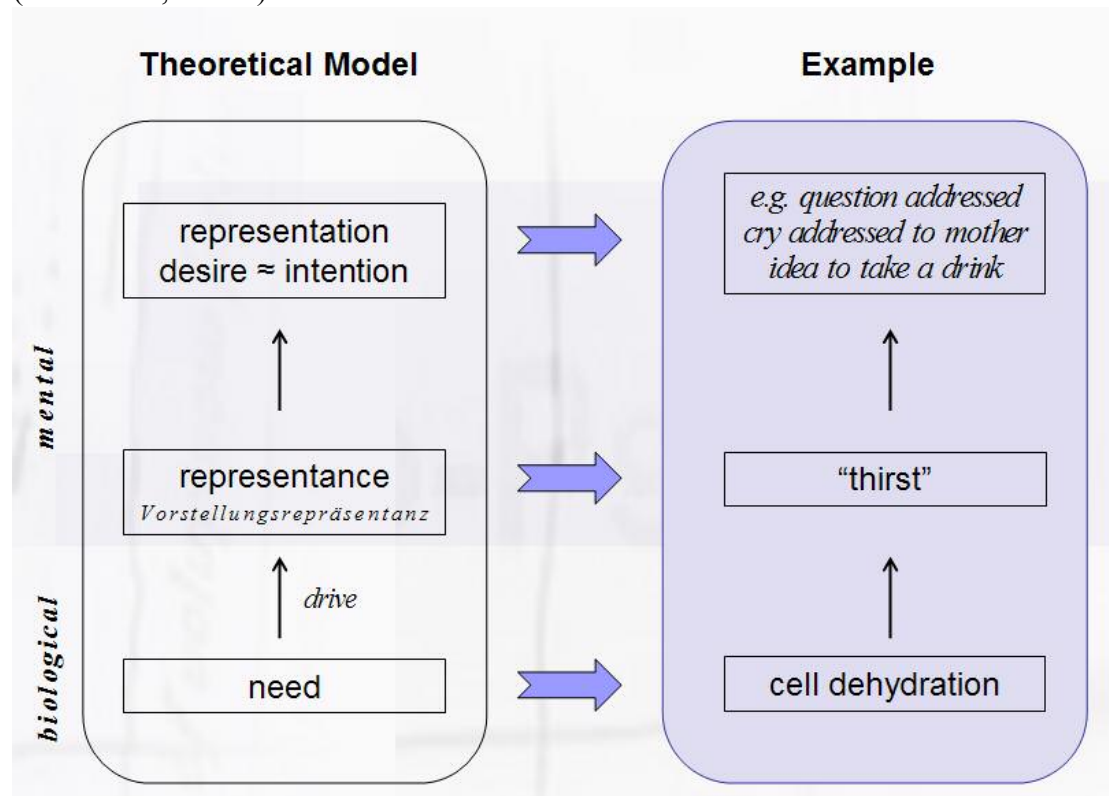 Theoretical Model
Example
representation
desire ≈ intention
e.g. question addressed
cry addressed to mother
idea to take a drink
mental
representance
Vorstellungsrepräsentanz
“thirst”
drive
biological
need
cell dehydration